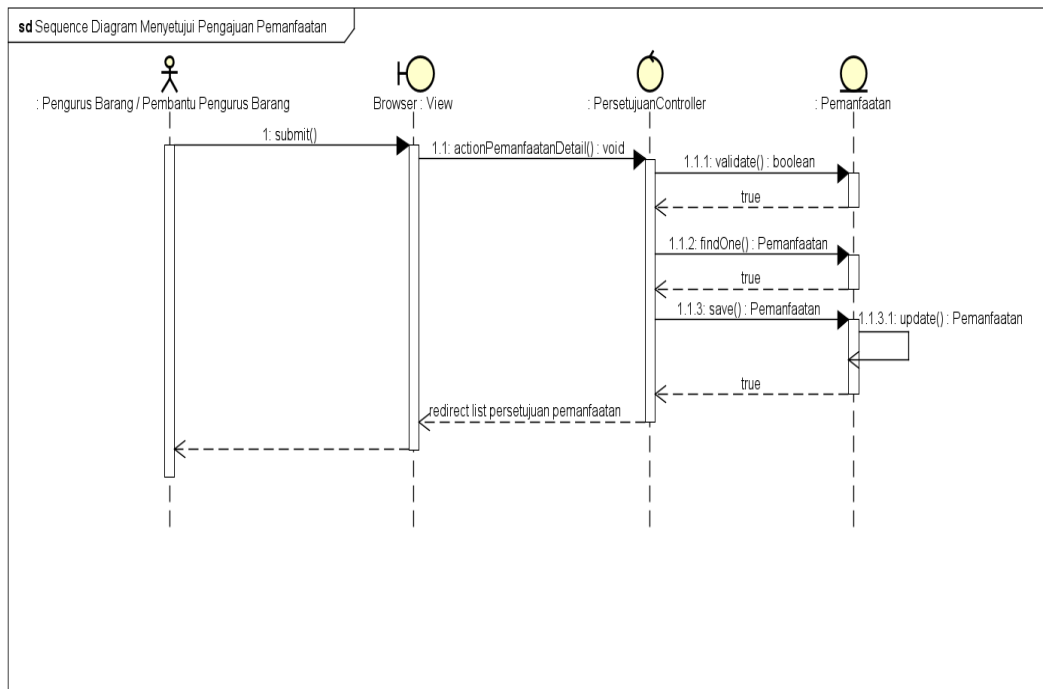 sd Sequence Diagram Menyetujui Pengajuan Pemanfaatan
: Pengurus Barang / Pembantu Pengurus Barang
Browser : View
: PersetujuanController
: Pemanfaatan
1: submit()
1.1: actionPemanfaatanDetail() : void
1.1.1: validate() : boolean
true
1.1.2: findOne() : Pemanfaatan
true
1.1.3: save() : Pemanfaatan
1.1.3.1: update() : Pemanfaatan
true
redirect list persetujuan pemanfaatan